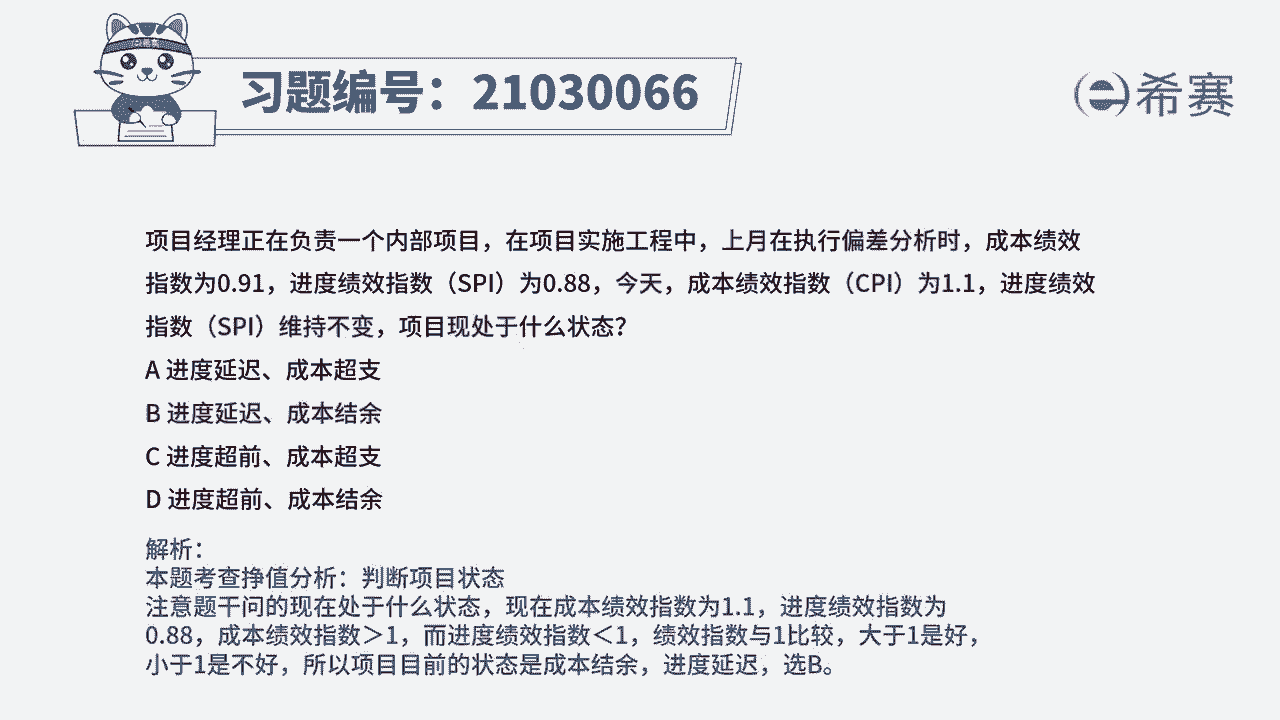 习题编号：21030066
希赛
项目经理正在负责一个内部项目，在项目实施工程中，上月在执行偏差分析时，成本绩效
指数为0.91，进度绩效指数（SPI）为0.88，今天，成本绩效指数（CPI）为1.1，进度绩效
指数（SPI）维持不变，项目现处于什么状态？
A 进度延迟、成本超支
B 进度延迟、成本结余
C 进度超前、成本超支
D 进度超前、成本结余
解析：
本题考查挣值分析：判断项目状态
注意题干问的现在处于什么状态，现在成本绩效指数为1.1，进度绩效指数为
0.88，成本绩效指数＞1，而进度绩效指数＜1，绩效指数与1比较，大于1是好，
小于1是不好，所以项目目前的状态是成本结余，进度延迟，选B。